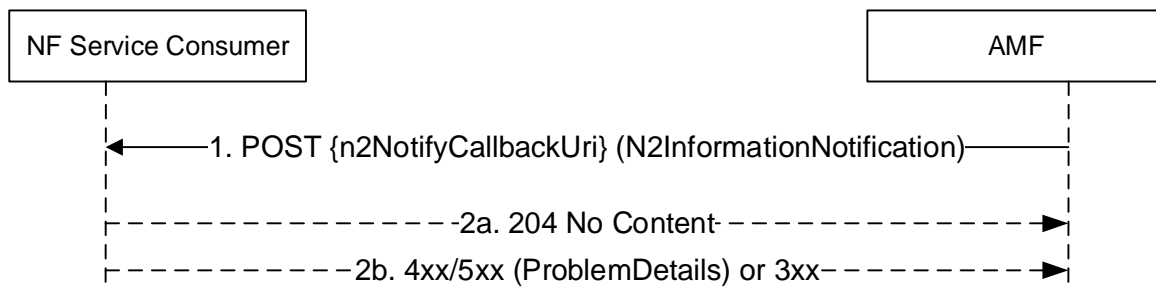 NF Service Consumer
AMF
1. POST {n2NotifyCallbackUri} (N2InformationNotification)
2a. 204 No Content
2b. 4xx/5xx (ProblemDetails) or 3xx